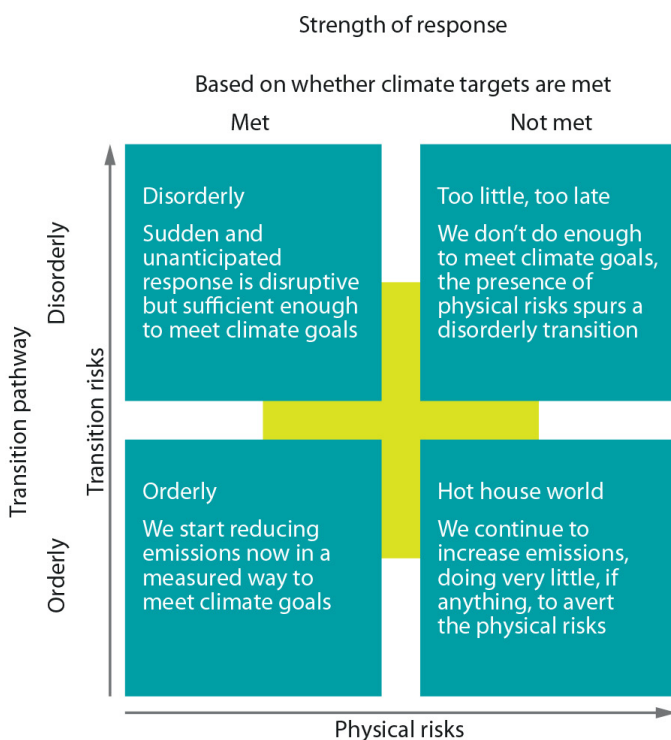 Strength of response
Based on whether climate targets are met
Met
Not met
Transition pathway
Disorderly
Orderly
Transition risks
Disorderly
Sudden and
unanticipated
response is disruptive
but sufficient enough
to meet climate goals
Too little, too late
We don’t do enough
to meet climate goals,
the presence of
physical risks spurs a
disorderly transition
Orderly
We start reducing
emissions now in a
measured way to
meet climate goals
Hot house world
We continue to
increase emissions,
doing very little, if
anything, to avert
the physical risks
Physical risks